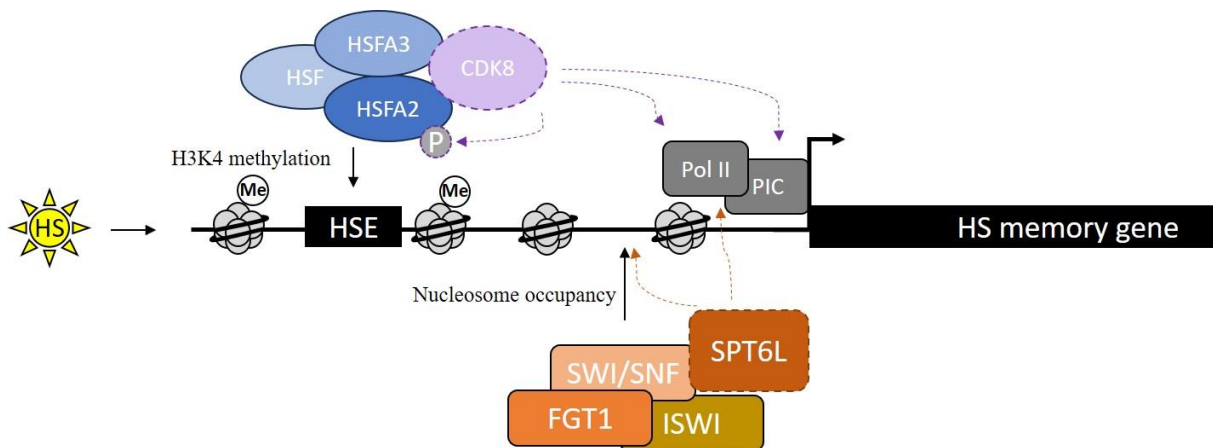 HSFA3
HSF
CDK8
HSFA2
P
H3K4 methylation
Me
Me
Pol II
PIC
HS
HSE
HS memory gene
Nucleosome occupancy
SPT6L
SWI/SNF
FGT1
ISWI